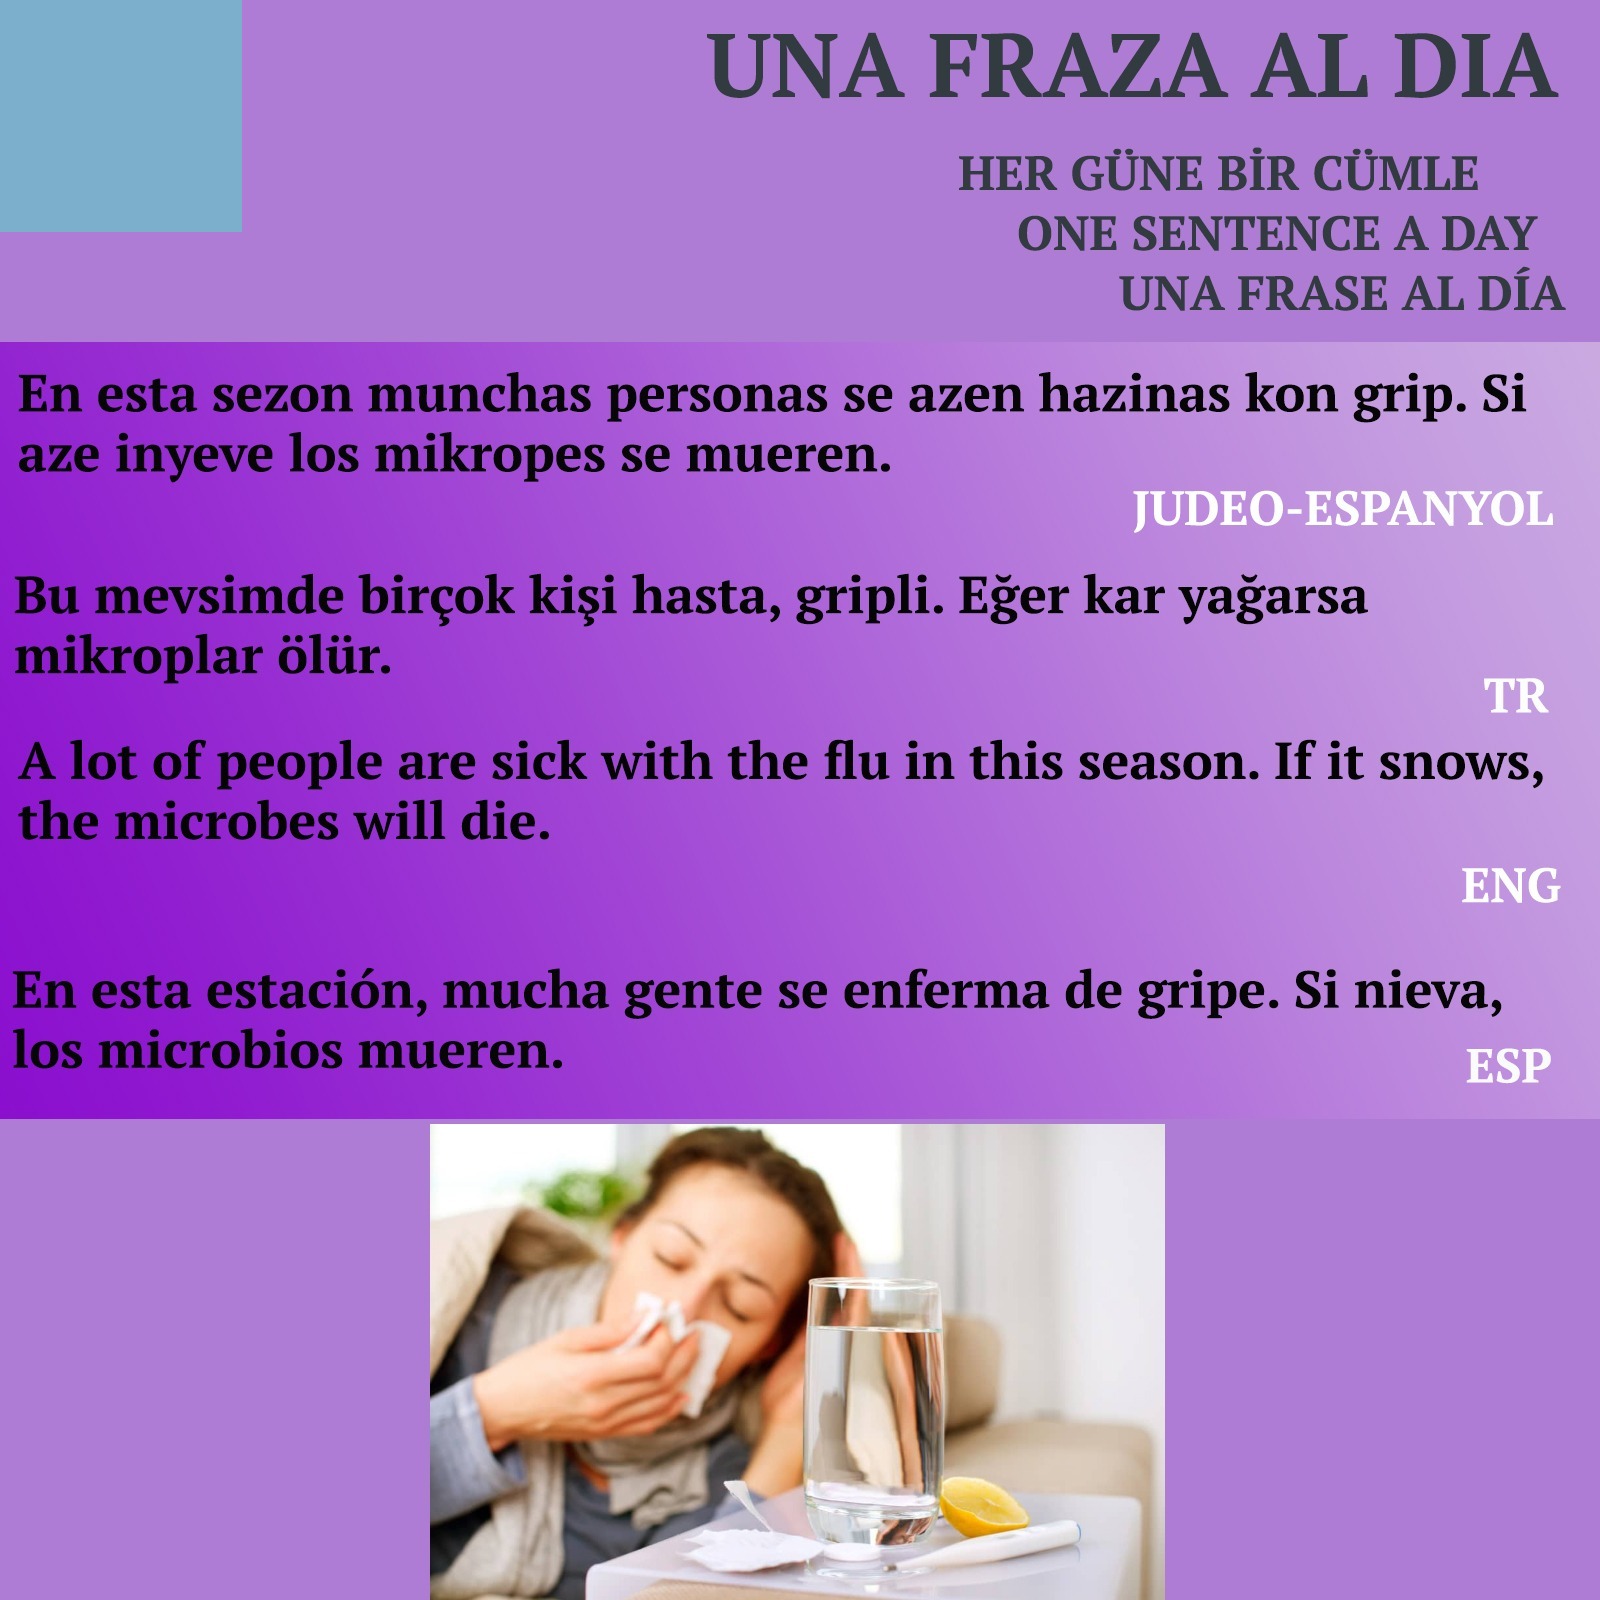 UNA FRAZA AL DIA
HER GÜNE BİR CÜMLE
ONE SENTENCE A DAY
UNA FRASE AL DÍA
En esta sezon munchas personas se azen hazinas kon grip. Si
aze inyeve los mikropes se mueren.
JUDEO-ESPANYOL
Bu mevsimde birçok kişi hasta, gripli. Eğer kar yağarsa
mikroplar ölür.
TR
A lot of people are sick with the flu in this season. If it snows,
the microbes will die.
ENG
En esta estación, mucha gente se enferma de gripe. Si nieva,
los microbios mueren.
ESP